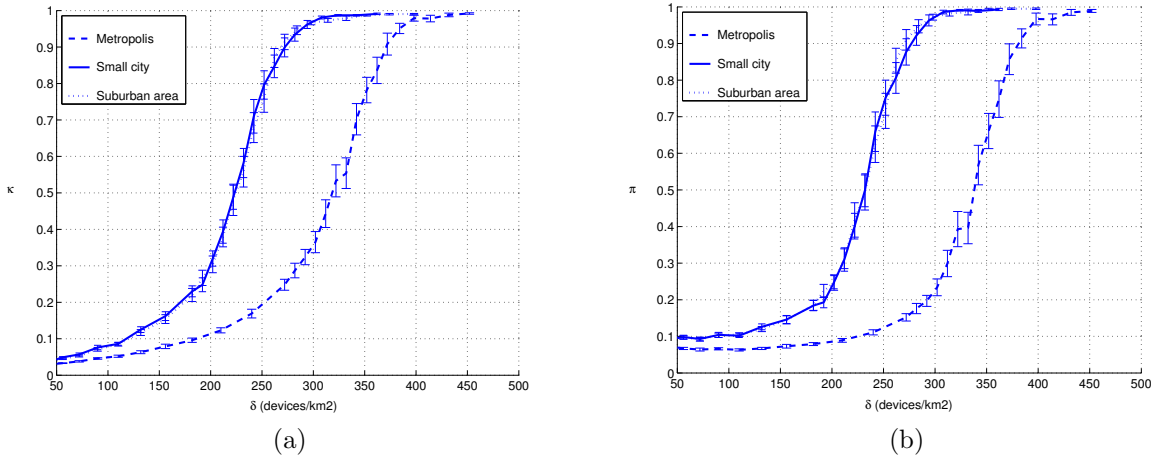 1
0.9
0.8
0.7
0.6
0.5
0.4
0.3
0.2
0.1
0
κ
Metropolis
Small city
Suburban area
50 100 150 200 250 300 350 400 450 500
δ (devices/km2)
(a)
1
0.9
0.8
0.7
0.6
0.5
0.4
0.3
0.2
0.1
0
π
Metropolis
Small city
Suburban area
50 100 150 200 250 300 350 400 450 500
δ (devices/km2)
(b)